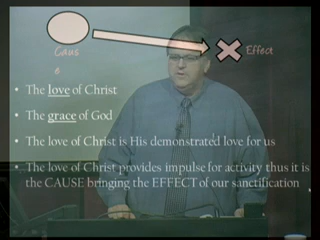 Caus
e
Effect
• The love of Christ
• The grace of God
• The love of Christ is His demonstrated love for us
• The love of Christ provides impulse for activity thus it is
the CAUSE bringing the EFFECT of our sanctification